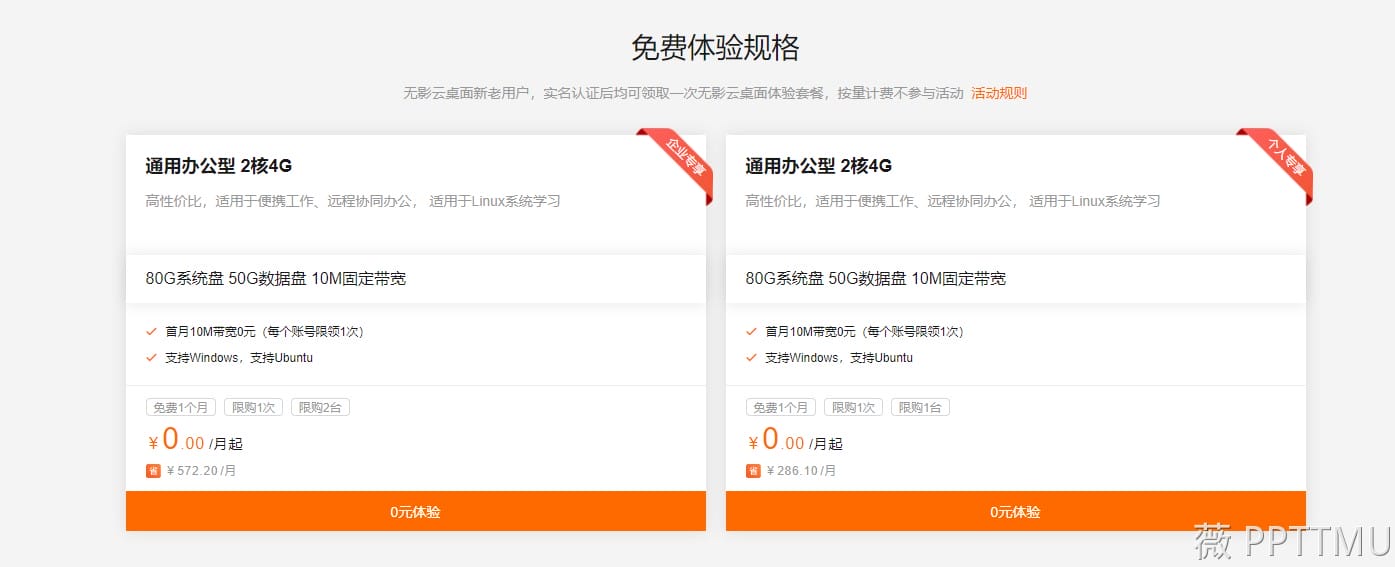 免费体验规格
无影云桌面新老用户，实名认证后均可领取一次无影云桌面体验套餐，按量计费不参与活动 活动规则
企业专享
通用办公型 2核4G
高性价比，适用于便携工作、远程协同办公， 适用于Linux系统学习
80G系统盘 50G数据盘 10M固定带宽
首月10M带宽0元（每个账号限领1次）
支持Windows，支持Ubuntu
免费1个月 限购1次 限购2台
¥0.00 /月起
省 ¥572.20/月
0元体验
个人专享
通用办公型 2核4G
高性价比，适用于便携工作、远程协同办公， 适用于Linux系统学习
80G系统盘 50G数据盘 10M固定带宽
首月10M带宽0元（每个账号限领1次）
支持Windows，支持Ubuntu
免费1个月 限购1次 限购1台
¥0.00 /月起
省 ¥286.10/月
0元体验
薇 PPTTMU